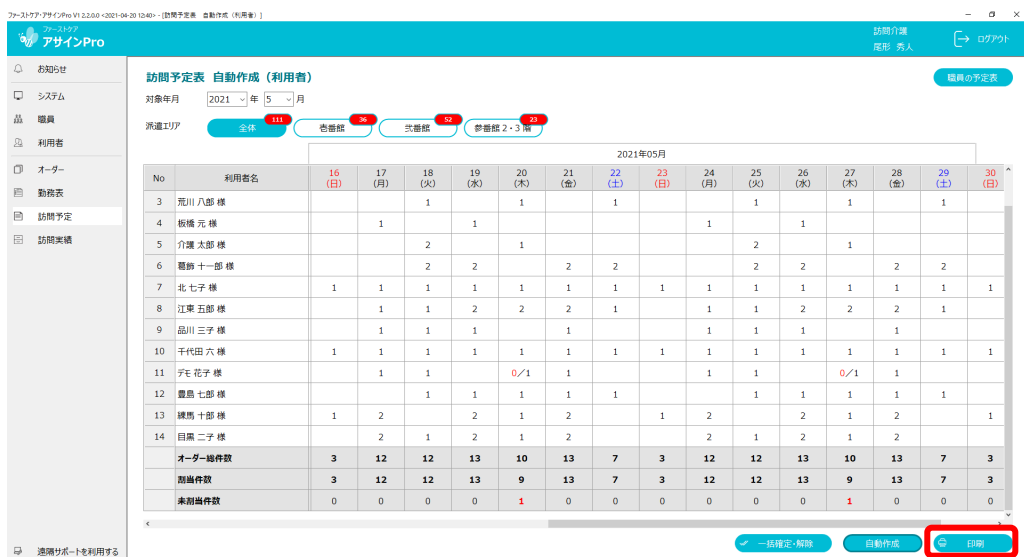 ファーストケア・アサインPro V1 2.2.0.0 <2021-04-20 12:40> - [訪問予定表　自動作成（利用者）]
ファーストケア
アサインPro
訪問介護
尾形 秀人
ログアウト
お知らせ
システム
職員
利用者
オーダー
勤務表
訪問予定
訪問実績
遠隔サポートを利用する
訪問予定表 自動作成（利用者）
職員の予定表
対象年月 2021 年 5 月
派遣エリア 全体 111 壱番館 36 弐番館 52 参番館２・３階 23
2021年05月
No 利用者名 16 (日) 17 (月) 18 (火) 19 (水) 20 (木) 21 (金) 22 (土) 23 (日) 24 (月) 25 (火) 26 (水) 27 (木) 28 (金) 29 (土) 30 (日)
3 荒川 八郎 様 1 1 1 1 1 1
4 板橋 元 様 1 1 1 1
5 介護 太郎 様 2 1 2 1
6 葛飾 十一郎 様 2 2 2 2 2 2 2 2
7 北 七子 様 1 1 1 1 1 1 1 1 1 1 1 1 1 1 1
8 江東 五郎 様 1 1 2 2 2 1 1 1 2 2 2 1
9 品川 三子 様 1 1 1 1 1 1 1 1
10 千代田 六 様 1 1 1 1 1 1 1 1 1 1 1 1 1 1 1
11 デモ 花子 様 1 1 0／1 1 1 1 0／1 1
12 豊島 七郎 様 1 1 1 1 1 1 1 1 1 1
13 練馬 十郎 様 1 2 2 1 2 1 2 2 1 2 1
14 目黒 二子 様 2 1 2 1 2 2 1 2 1 2
オーダー総件数 3 12 12 13 10 13 7 3 12 12 13 10 13 7 3
割当件数 3 12 12 13 9 13 7 3 12 12 13 9 13 7 3
未割当件数 0 0 0 0 1 0 0 0 0 0 0 1 0 0 0
一括確定・解除 自動作成 印刷